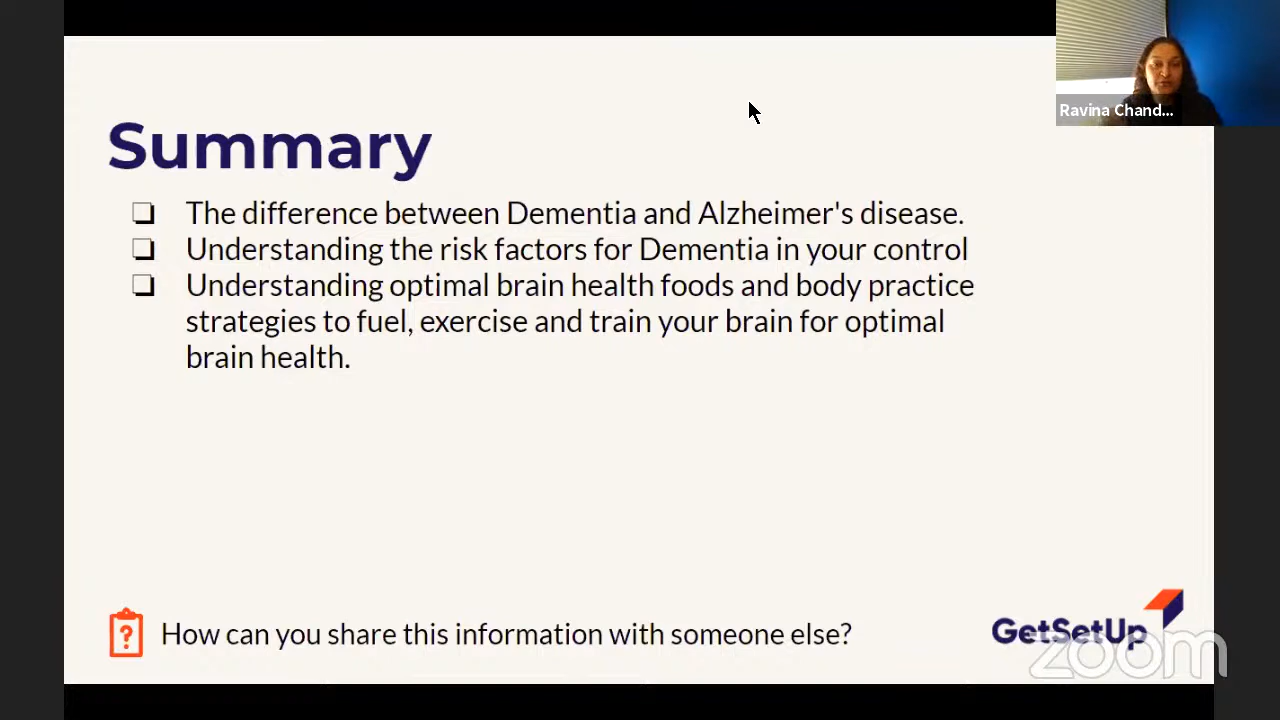 Ravina Chand...
Summary
❏ The difference between Dementia and Alzheimer's disease.
❏ Understanding the risk factors for Dementia in your control
❏ Understanding optimal brain health foods and body practice
strategies to fuel, exercise and train your brain for optimal
brain health.
? How can you share this information with someone else?
GetSetUp
zoom